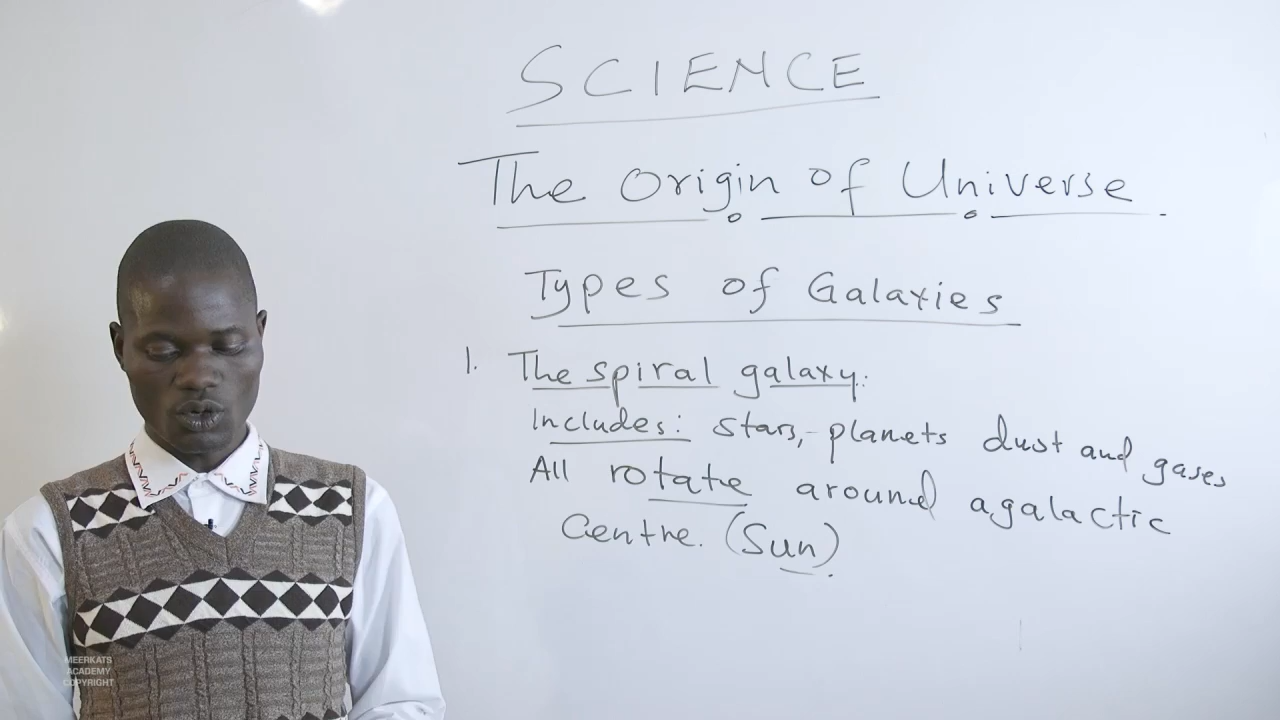 SCIENCE
The Origin of Universe
Types of Galaxies
1. The spiral galaxy:
Includes: stars, planets dust and gases
All rotate around agalactic
Centre. (Sun).
MEERKATS
ACADEMY
COPYRIGHT